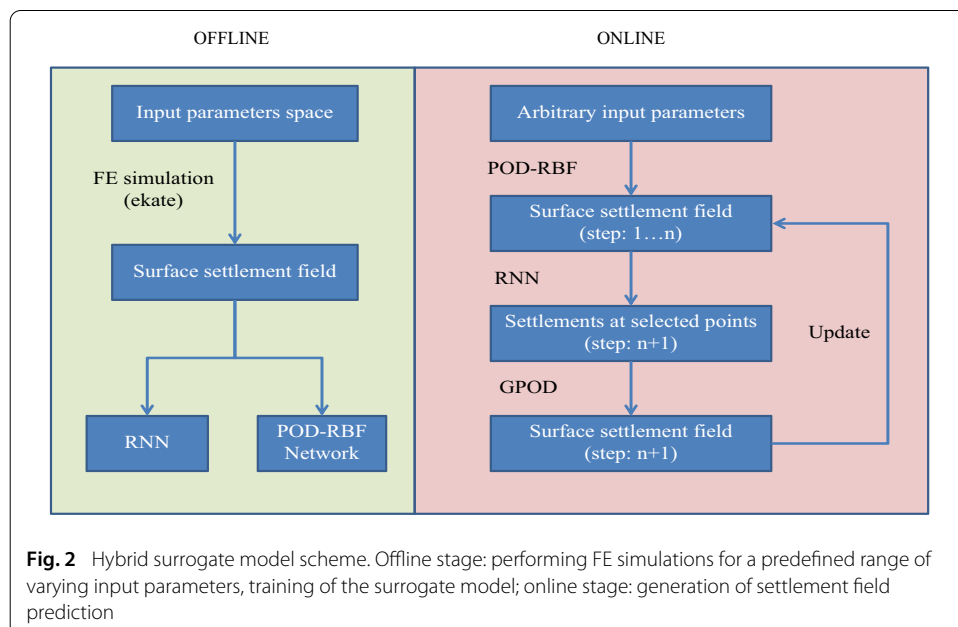 OFFLINE
ONLINE
Input parameters space
FE simulation
(ekate)
Surface settlement field
RNN
POD-RBF
Network
Arbitrary input parameters
POD-RBF
Surface settlement field
(step: 1…n)
RNN
Settlements at selected points
(step: n+1)
Update
GPOD
Surface settlement field
(step: n+1)
Fig. 2 Hybrid surrogate model scheme. Offline stage: performing FE simulations for a predefined range of
varying input parameters, training of the surrogate model; online stage: generation of settlement field
prediction